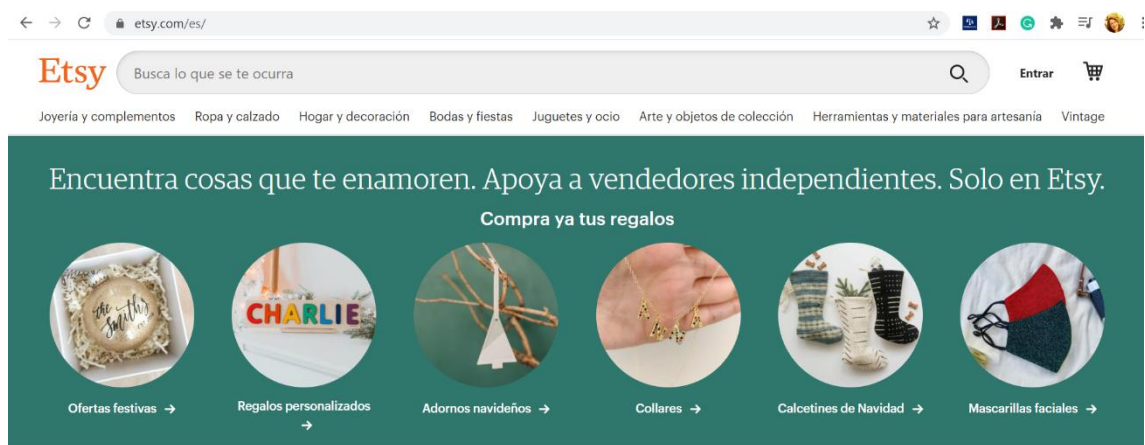 etsy.com/es/
Etsy
Busca lo que se te ocurra
Entrar
Joyería y complementos Ropa y calzado Hogar y decoración Bodas y fiestas Juguetes y ocio Arte y objetos de colección Herramientas y materiales para artesanía Vintage
Encuentra cosas que te enamoren. Apoya a vendedores independientes. Solo en Etsy.
Compra ya tus regalos
the
Smiths
CHARLIE
Ofertas festivas →
Regalos personalizados
→
Adornos navideños →
Collares →
Calcetines de Navidad →
Mascarillas faciales →